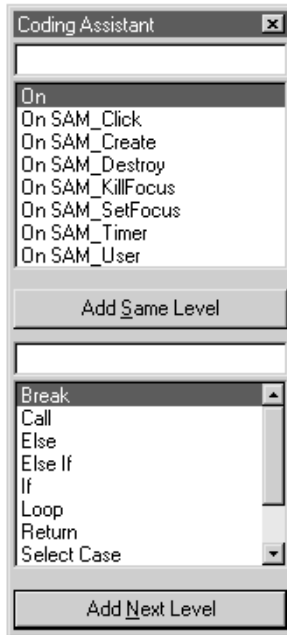 Coding Assistant
On
On SAM_Click
On SAM_Create
On SAM_Destroy
On SAM_KillFocus
On SAM_SetFocus
On SAM_Timer
On SAM_User
Add Same Level
Break
Call
Else
Else If
If
Loop
Return
Select Case
Add Next Level